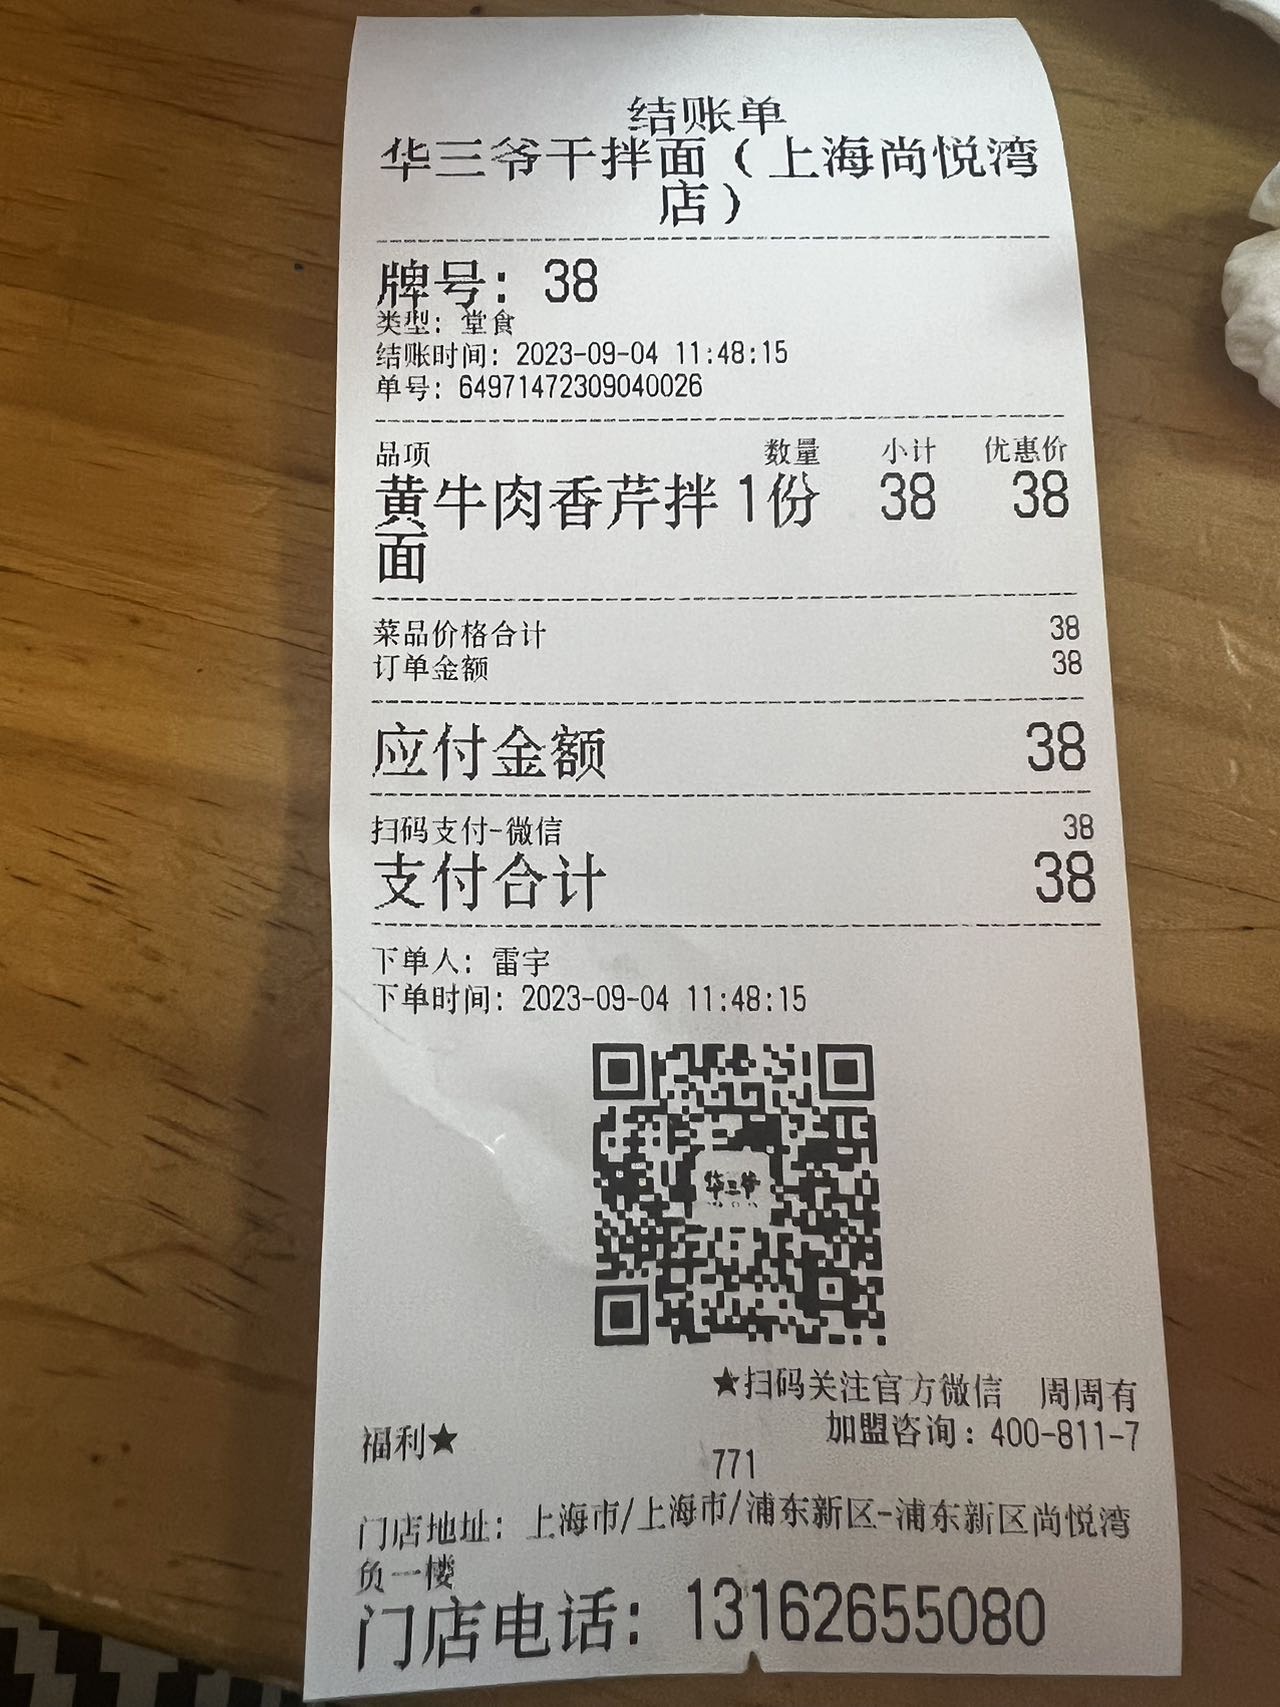 结账单
华三爷干拌面（上海尚悦湾
店）
牌号：38
类型：堂食
结账时间：2023-09-04 11:48:15
单号：64971472309040026
品项 数量 小计 优惠价
黄牛肉香芹拌 1份 38 38
面
菜品价格合计 38
订单金额 38
应付金额 38
扫码支付-微信 38
支付合计 38
下单人：雷宇
下单时间：2023-09-04 11:48:15
华三爷
★扫码关注官方微信 周周有
福利★ 加盟咨询：400-811-7
771
门店地址：上海市/上海市/浦东新区-浦东新区尚悦湾
负一楼
门店电话：13162655080